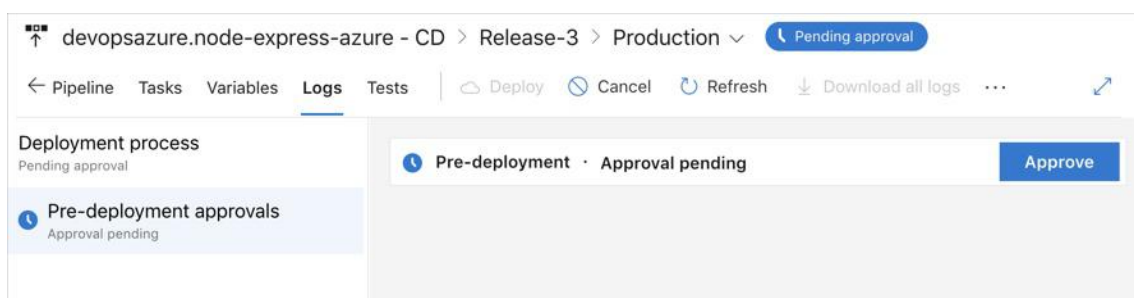 devopsazure.node-express-azure - CD > Release-3 > Production Pending approval
← Pipeline Tasks Variables Logs Tests Deploy Cancel Refresh Download all logs ...
Deployment process
Pending approval
Pre-deployment · Approval pending Approve
Pre-deployment approvals
Approval pending